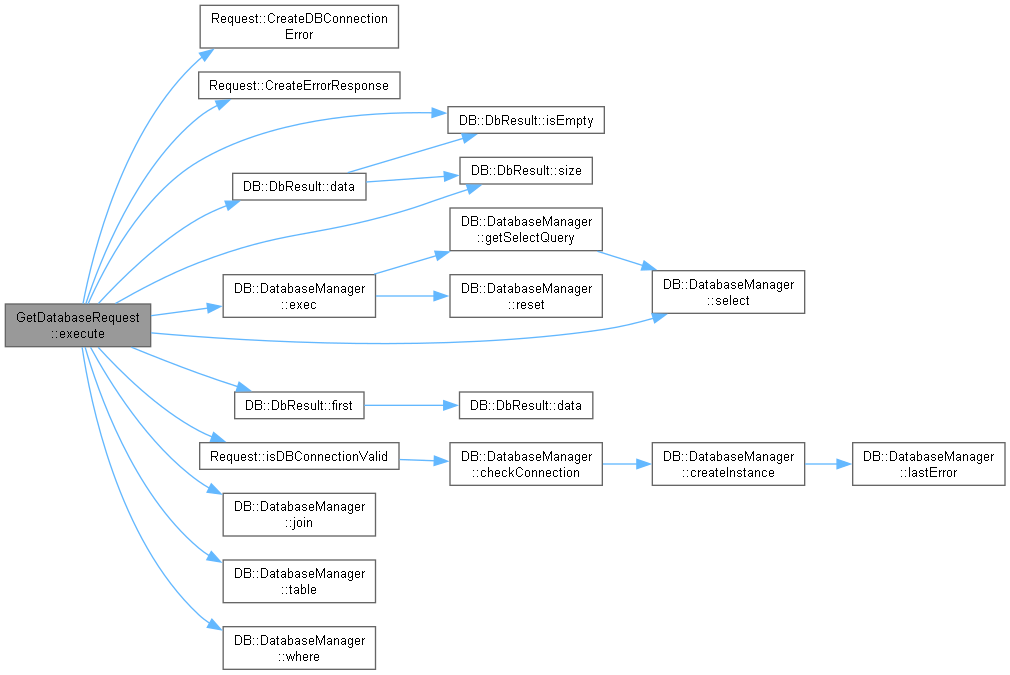 Request::CreateDBConnection
Error
Request::CreateErrorResponse
DB::DbResult::isEmpty
DB::DbResult::data
DB::DbResult::size
DB::DatabaseManager
::getSelectQuery
DB::DatabaseManager
::exec
DB::DatabaseManager
::reset
DB::DatabaseManager
::select
GetDatabaseRequest
::execute
DB::DbResult::first
DB::DbResult::data
Request::isDBConnectionValid
DB::DatabaseManager
::checkConnection
DB::DatabaseManager
::createInstance
DB::DatabaseManager
::lastError
DB::DatabaseManager
::join
DB::DatabaseManager
::table
DB::DatabaseManager
::where